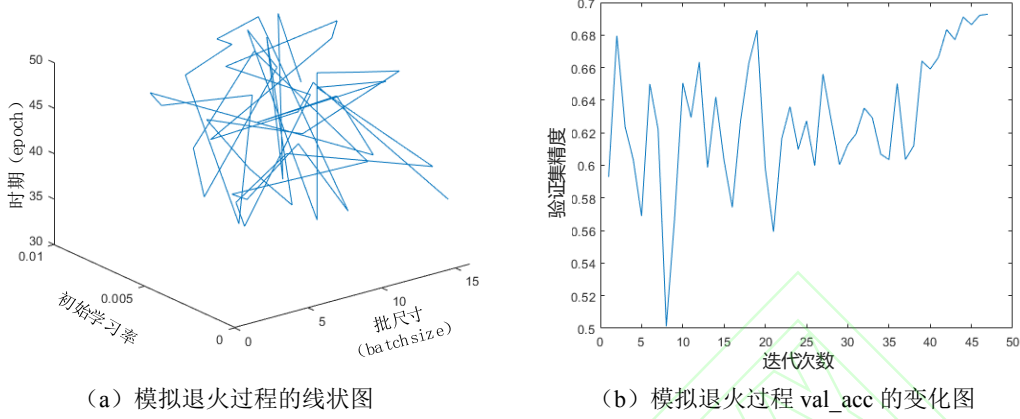 50
45
40
35
30
0.01
0.005
0
0
5
10
15
时期（epoch）
初始学习率
批尺寸
（batchsize）
（a）模拟退火过程的线状图
0.7
0.68
0.66
0.64
0.62
0.6
0.58
0.56
0.54
0.52
0.5
验证集精度
0 5 10 15 20 25 30 35 40 45 50
迭代次数
（b）模拟退火过程 val_acc 的变化图